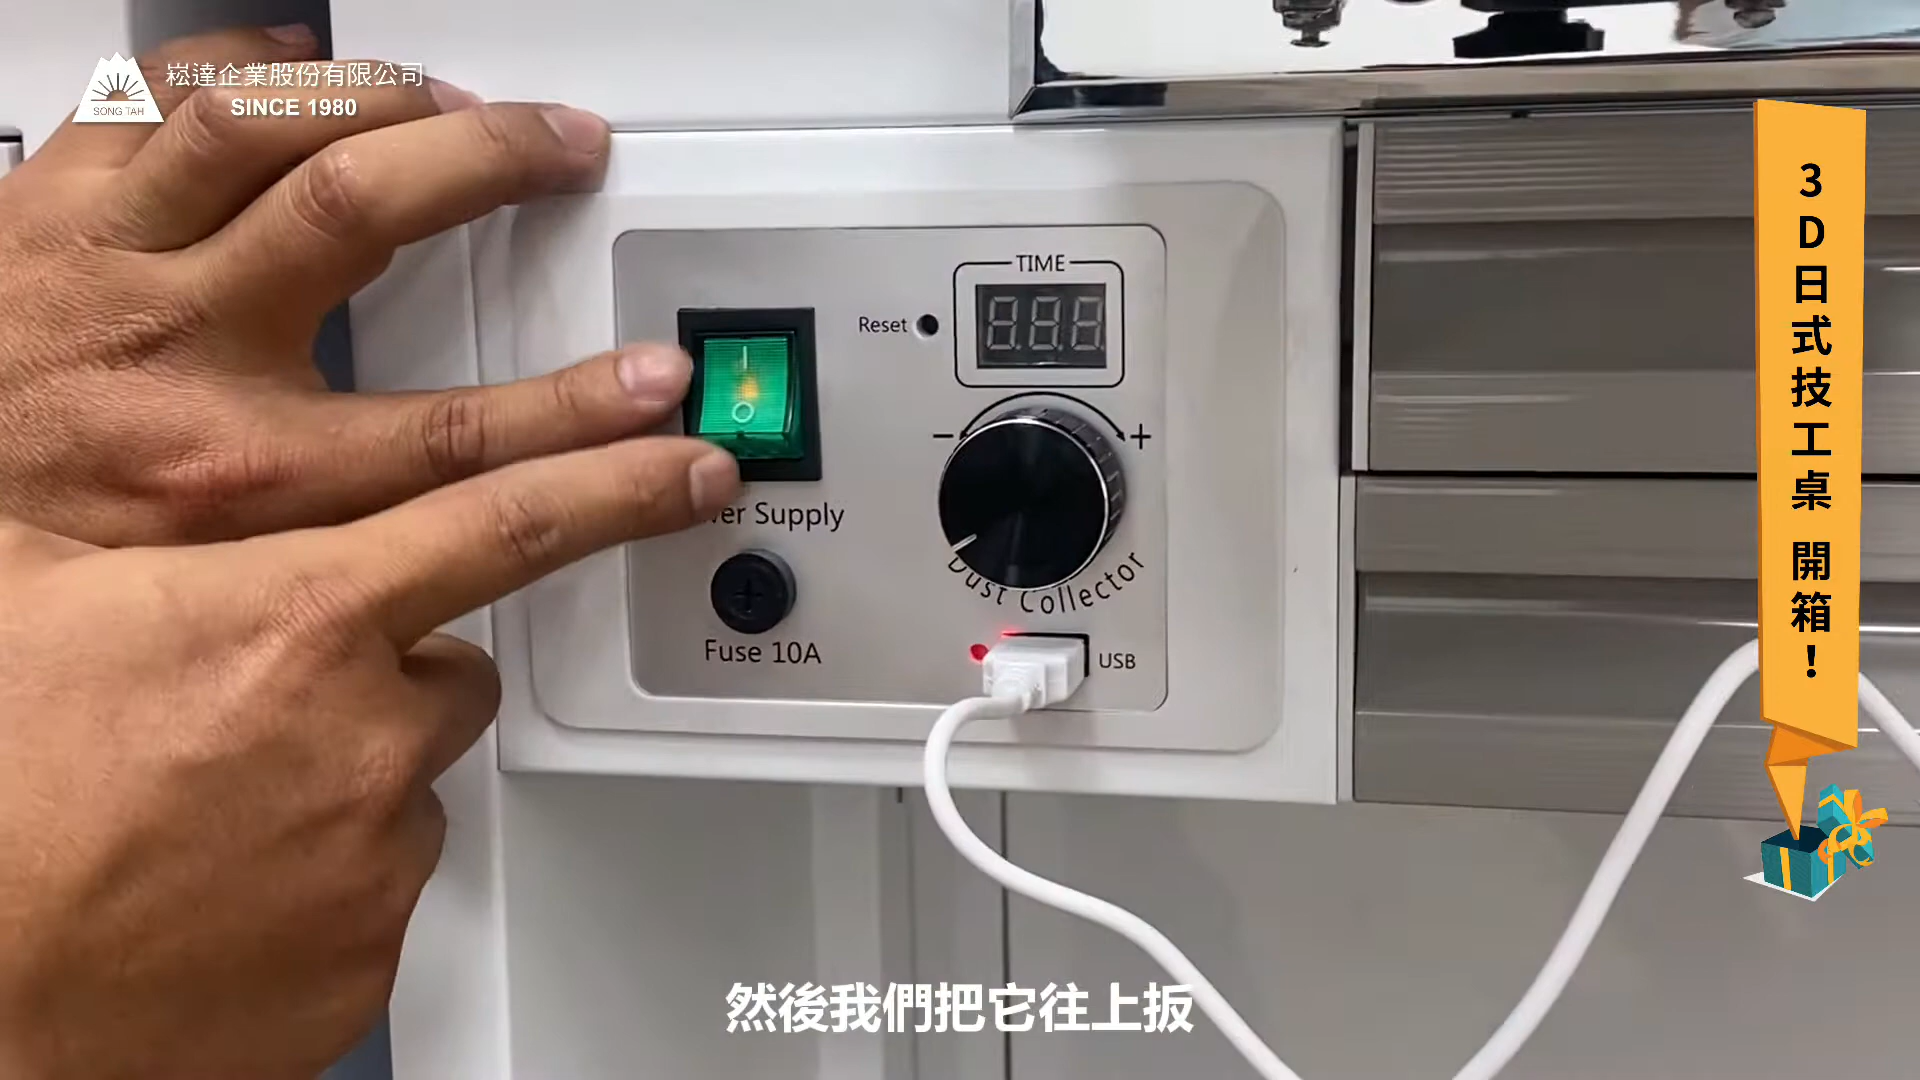 崧達企業股份有限公司
SINCE 1980
SONG TAH
3D日式技工桌 開箱！
TIME
Reset
- +
Supply
Dust Collector
Fuse 10A
USB
然後我們把它往上扳